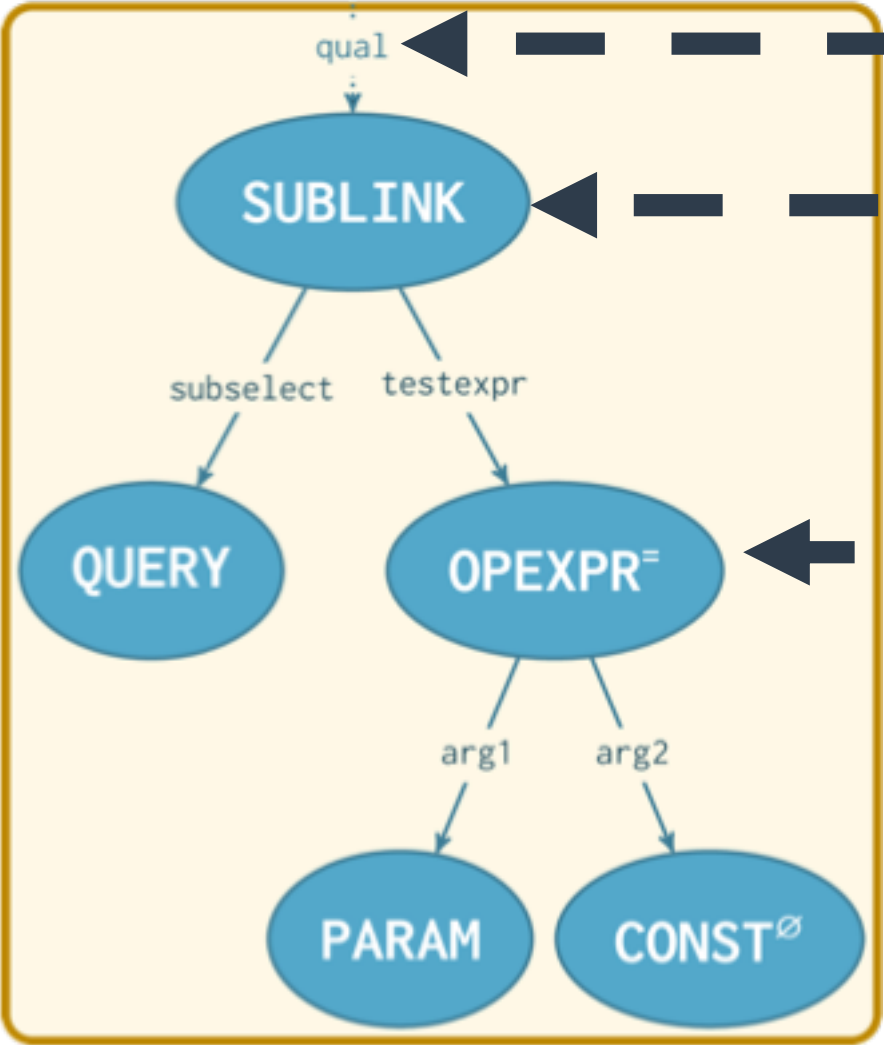 qual
SUBLINK
subselect testexpr
QUERY OPEXPR⁼
arg1 arg2
PARAM CONST∅